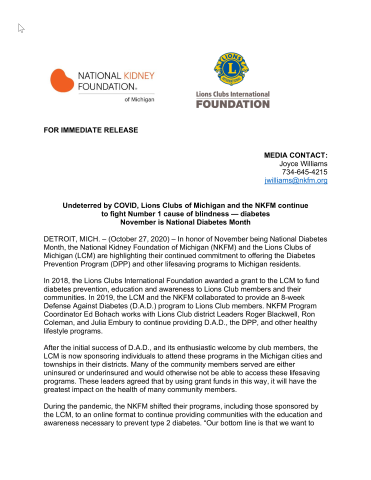 NATIONAL KIDNEY
FOUNDATION®
of Michigan
LIONS
L
INTERNATIONAL
Lions Clubs International
FOUNDATION
FOR IMMEDIATE RELEASE
MEDIA CONTACT:
Joyce Williams
734-645-4215
jwilliams@nkfm.org
Undeterred by COVID, Lions Clubs of Michigan and the NKFM continue
to fight Number 1 cause of blindness — diabetes
November is National Diabetes Month
DETROIT, MICH. – (October 27, 2020) – In honor of November being National Diabetes
Month, the National Kidney Foundation of Michigan (NKFM) and the Lions Clubs of
Michigan (LCM) are highlighting their continued commitment to offering the Diabetes
Prevention Program (DPP) and other lifesaving programs to Michigan residents.
In 2018, the Lions Clubs International Foundation awarded a grant to the LCM to fund
diabetes prevention, education and awareness to Lions Club members and their
communities. In 2019, the LCM and the NKFM collaborated to provide an 8-week
Defense Against Diabetes (D.A.D.) program to Lions Club members. NKFM Program
Coordinator Ed Bohach works with Lions Club district Leaders Roger Blackwell, Ron
Coleman, and Julia Embury to continue providing D.A.D., the DPP, and other healthy
lifestyle programs.
After the initial success of D.A.D., and its enthusiastic welcome by club members, the
LCM is now sponsoring individuals to attend these programs in the Michigan cities and
townships in their districts. Many of the community members served are either
uninsured or underinsured and would otherwise not be able to access these lifesaving
programs. These leaders agreed that by using grant funds in this way, it will have the
greatest impact on the health of many community members.
During the pandemic, the NKFM shifted their programs, including those sponsored by
the LCM, to an online format to continue providing communities with the education and
awareness necessary to prevent type 2 diabetes. “Our bottom line is that we want to